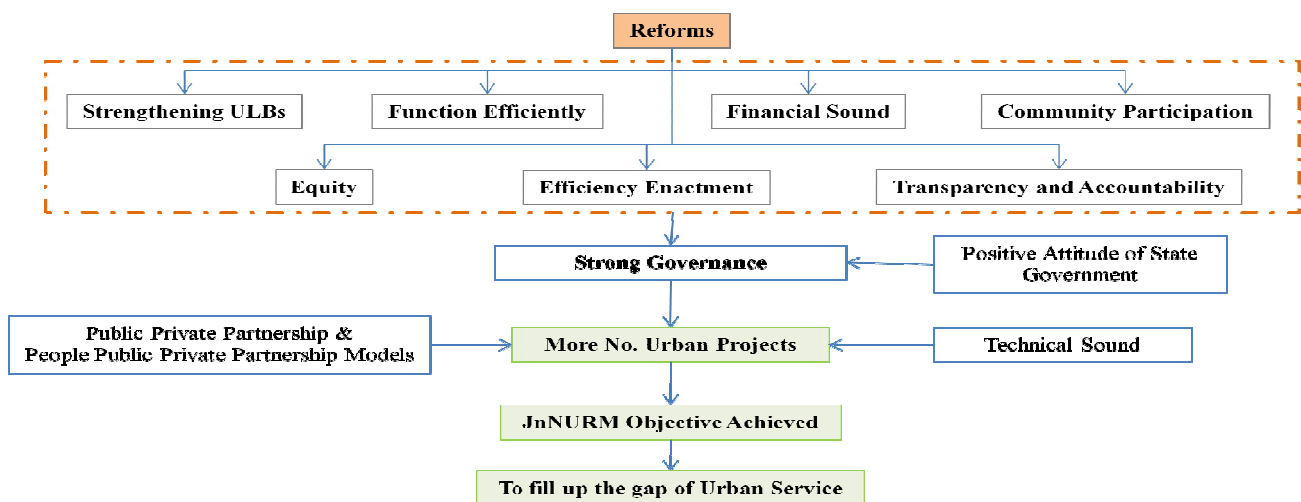 Reforms
Strengthening ULBs
Function Efficiently
Financial Sound
Community Participation
Equity
Efficiency Enactment
Transparency and Accountability
Strong Governance
Positive Attitude of State
Government
Public Private Partnership &
People Public Private Partnership Models
More No. Urban Projects
Technical Sound
JnNURM Objective Achieved
To fill up the gap of Urban Service